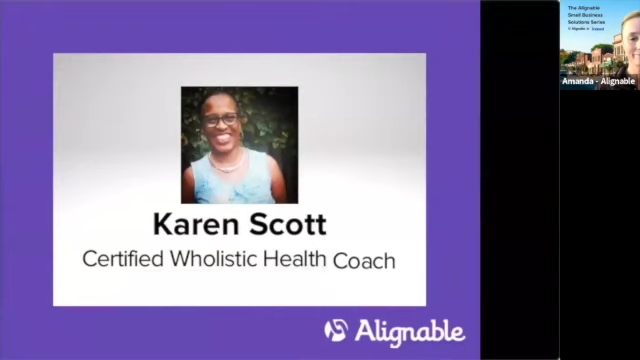 Karen Scott
Certified Wholistic Health Coach
Alignable
The Alignable
Small Business
Solutions Series
Amanda - Alignable